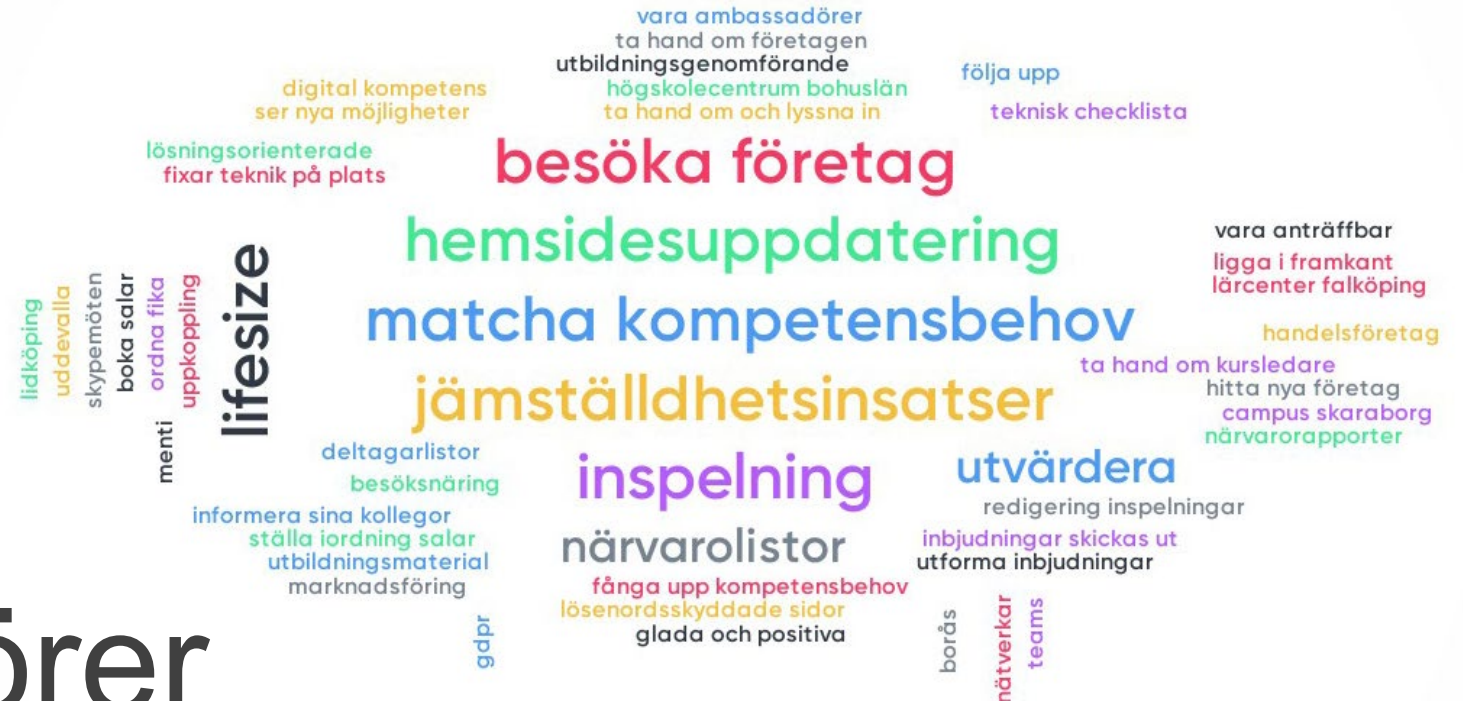 vara ambassadörer
ta hand om företagen
utbildningsgenomförande
följa upp
digital kompetens
högskolecentrum bohuslän
ser nya möjligheter
ta hand om och lyssna in
teknisk checklista
lösningsorienterade
fixar teknik på plats
besöka företag
hemsidesuppdatering
vara anträffbar
ligga i framkant
lärcenter falköping
lidköping
uddevalla
skypemöten
boka salar
ordna fika
uppkoppling
lifesize
matcha kompetensbehov
handelsföretag
ta hand om kursledare
hitta nya företag
jämställdhetsinsatser
campus skaraborg
närvarorapporter
menti
deltagarlistor
besöksnäring
inspelning
utvärdera
redigering inspelningar
informera sina kollegor
ställa iordning salar
utbildningsmaterial
marknadsföring
närvarolistor
inbjudningar skickas ut
utforma inbjudningar
fånga upp kompetensbehov
lösenordsskyddade sidor
glada och positiva
gdpr
borås
nätverkar
teams
örer